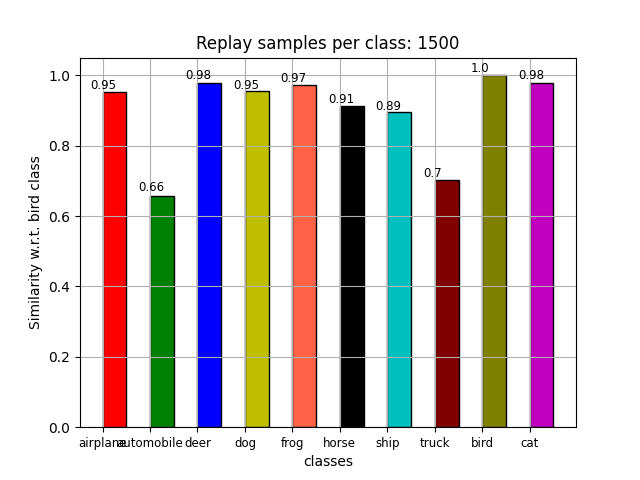 Replay samples per class: 1500
Similarity w.r.t. bird class
1.0
0.8
0.6
0.4
0.2
0.0
0.95 0.66 0.98 0.95 0.97 0.91 0.89 0.7 1.0 0.98
airplane automobile deer dog frog horse ship truck bird cat
classes